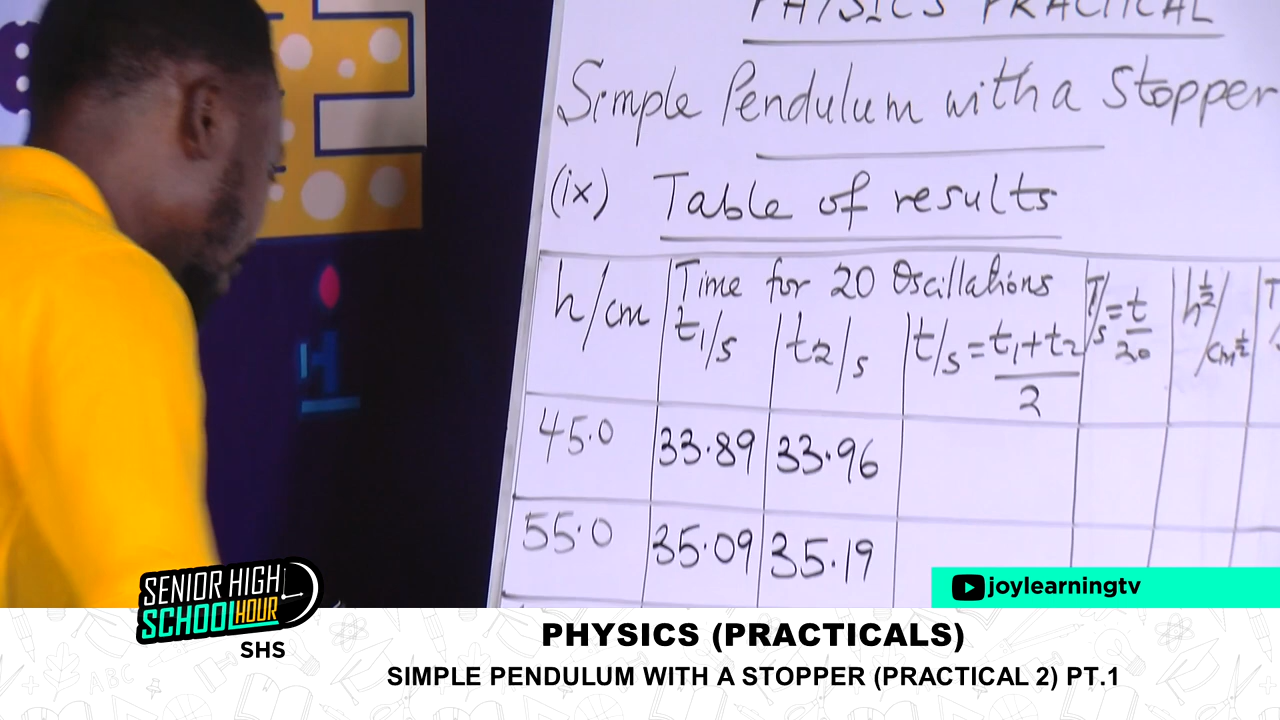 PHYSICS PRACTICAL
Simple Pendulum with a Stopper
(ix) Table of results
h/cm
Time for 20 Oscillations
t₁/s
t₂/s
t/s = t₁+t₂
2
T/s = t
20
h½/cm½
45.0 33.89 33.96
55.0 35.09 35.19
SENIOR HIGH
SCHOOL HOUR
SHS
joylearningtv
PHYSICS (PRACTICALS)
SIMPLE PENDULUM WITH A STOPPER (PRACTICAL 2) PT.1